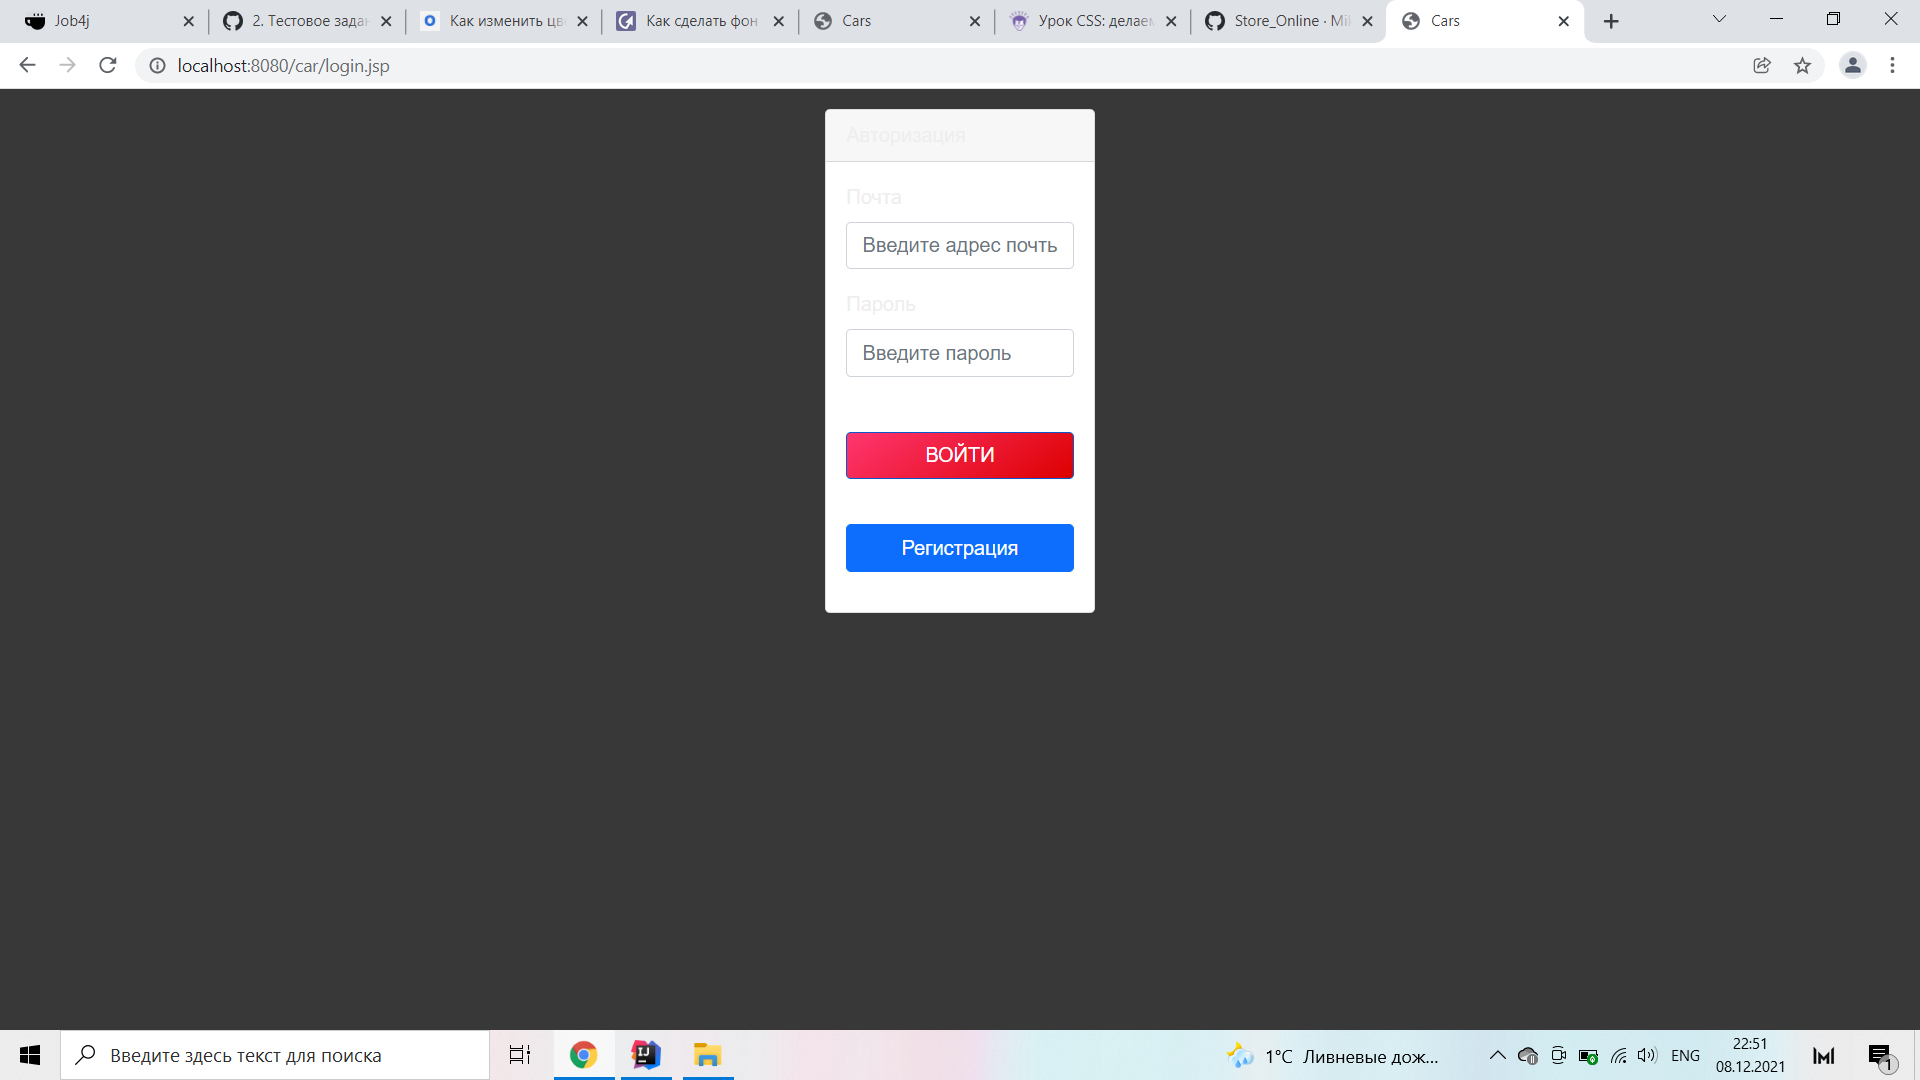 Job4j
2. Тестовое зада
Как изменить цв
Как сделать фон
Cars
Урок CSS: делаем
Store_Online · Mi
Cars
localhost:8080/car/login.jsp
Авторизация
Почта
Введите адрес почты
Пароль
Введите пароль
ВОЙТИ
Регистрация
Введите здесь текст для поиска
1°C Ливневые дож...
ENG
22:51
08.12.2021
1